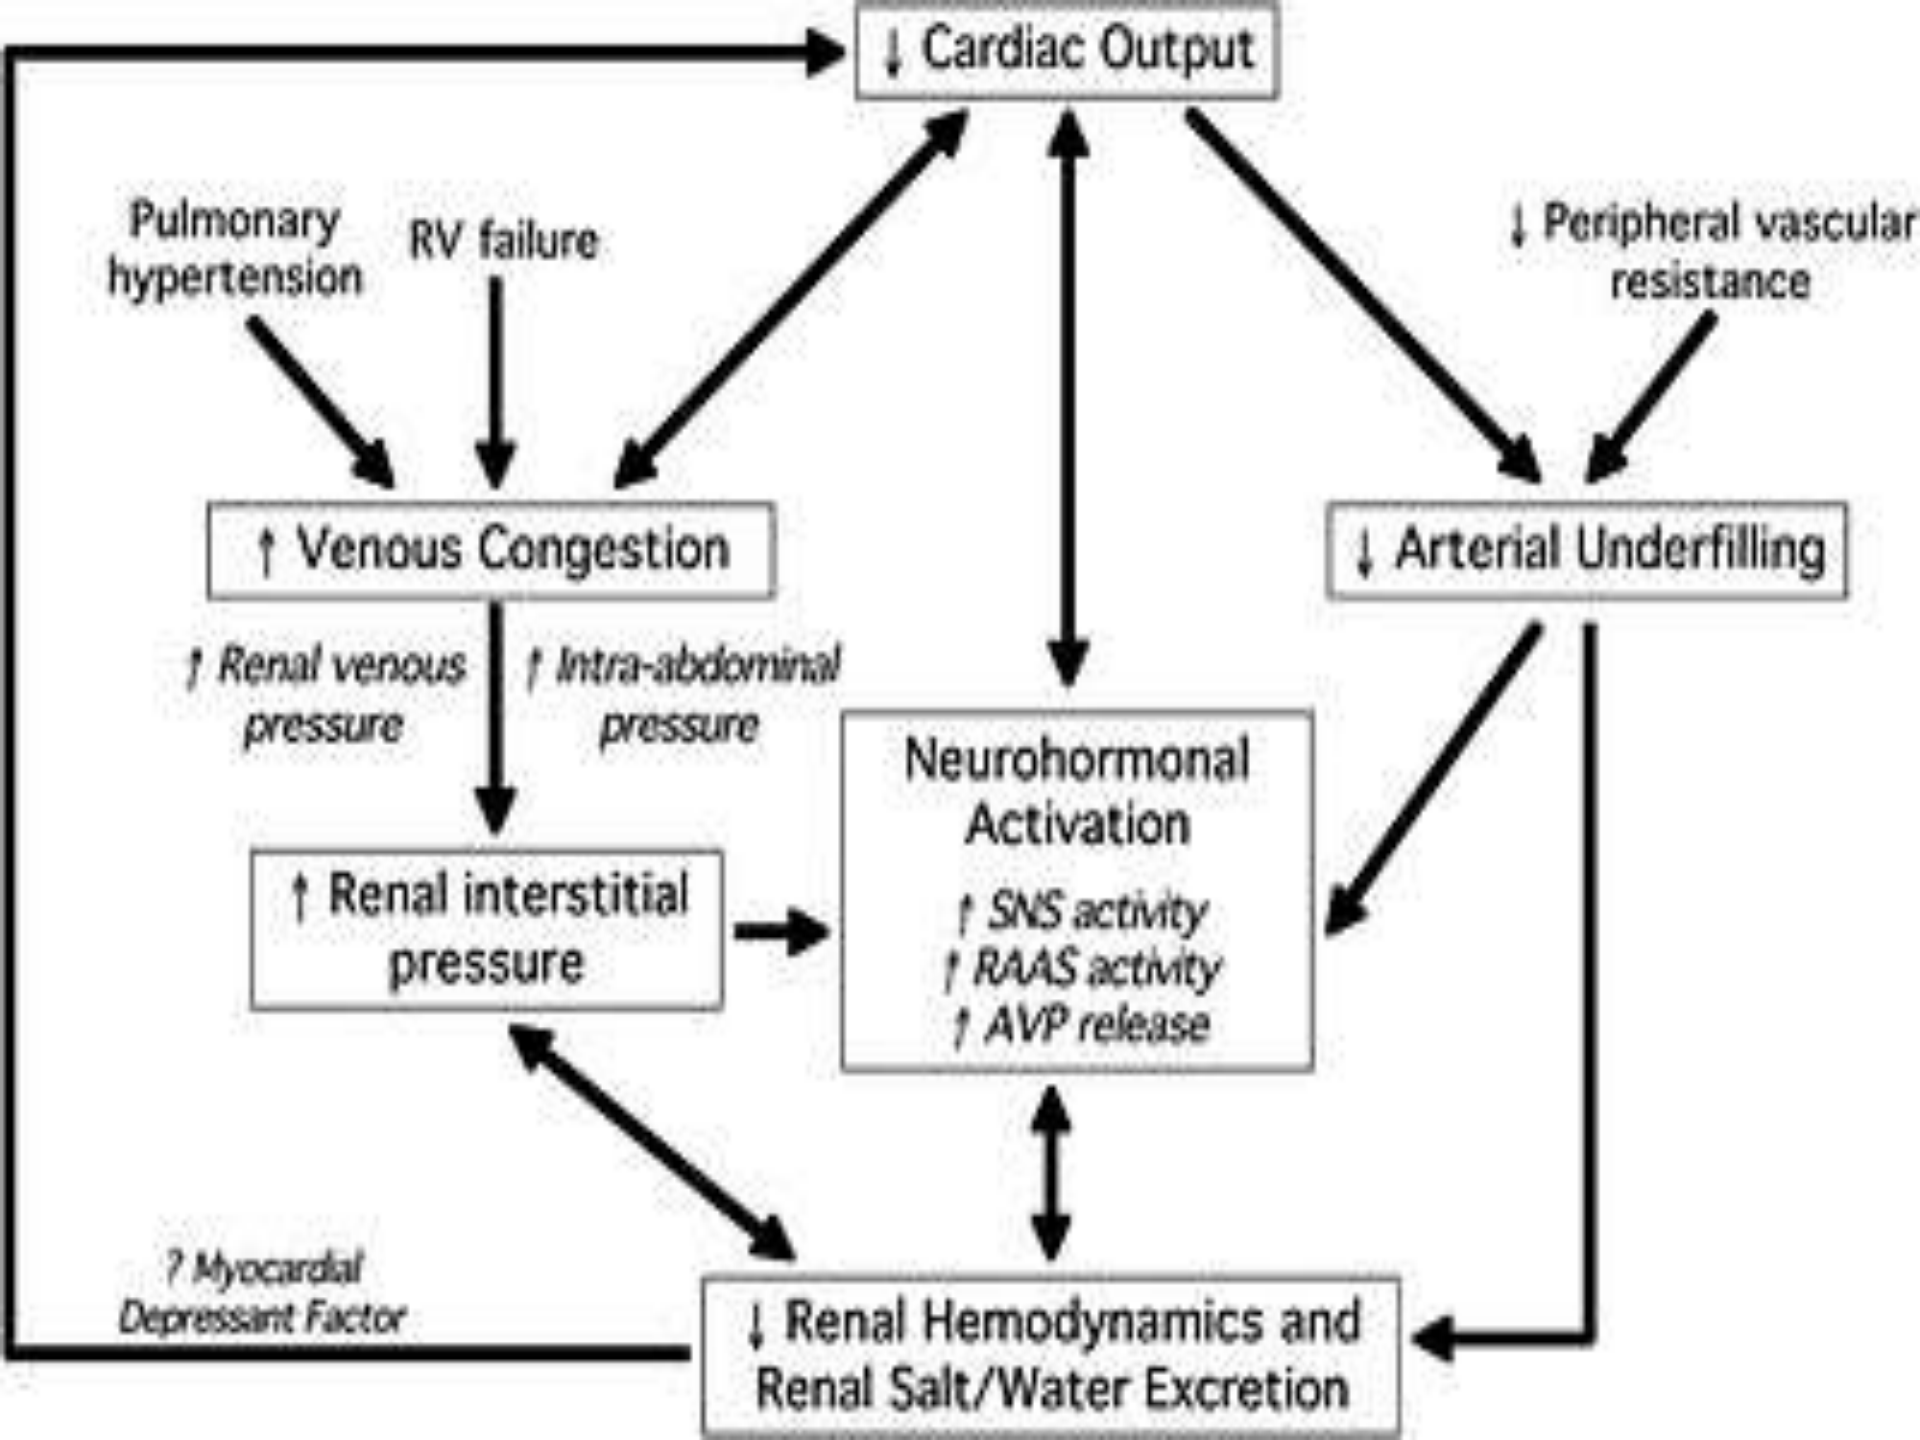 ↓ Cardiac Output
Pulmonary
hypertension
RV failure
↓ Peripheral vascular
resistance
↑ Venous Congestion
↓ Arterial Underfilling
↑ Renal venous
pressure
↑ Intra-abdominal
pressure
Neurohormonal
Activation
↑ SNS activity
↑ RAAS activity
↑ AVP release
↑ Renal interstitial
pressure
? Myocardial
Depressant Factor
↓ Renal Hemodynamics and
Renal Salt/Water Excretion